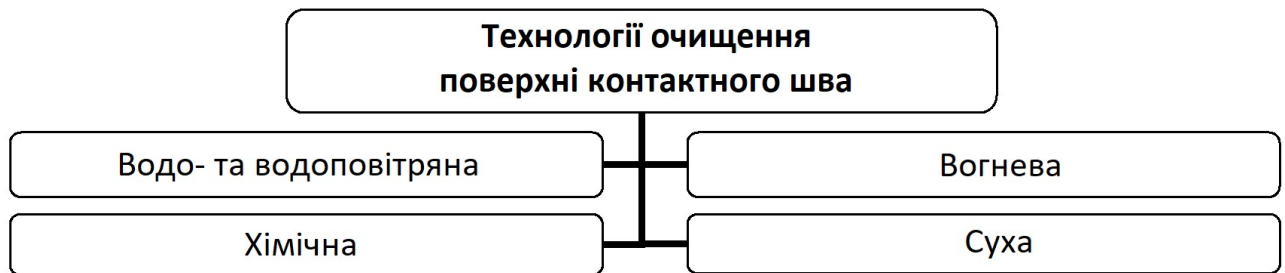 Технології очищення
поверхні контактного шва
Водо- та водоповітряна
Вогнева
Хімічна
Суха